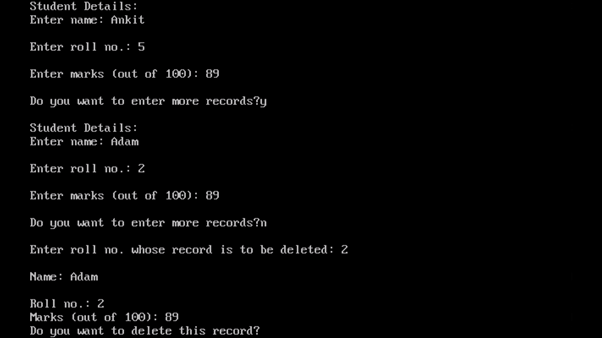 Student Details:
Enter name: Ankit
Enter roll no.: 5
Enter marks (out of 100): 89
Do you want to enter more records?y
Student Details:
Enter name: Adam
Enter roll no.: 2
Enter marks (out of 100): 89
Do you want to enter more records?n
Enter roll no. whose record is to be deleted: 2
Name: Adam
Roll no.: 2
Marks (out of 100): 89
Do you want to delete this record?